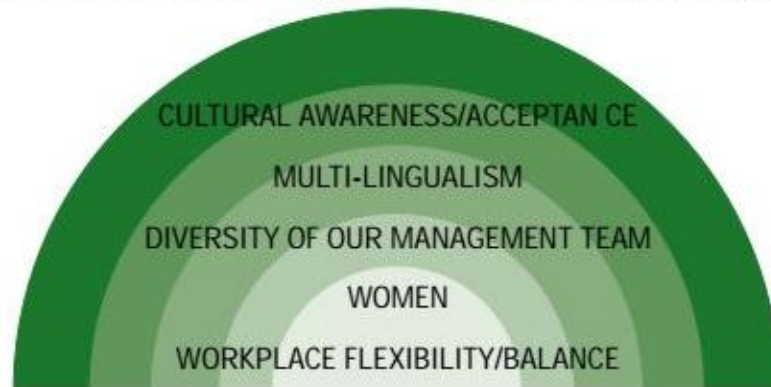 CULTURAL AWARENESS/ACCEPTAN CE
MULTI-LINGUALISM
DIVERSITY OF OUR MANAGEMENT TEAM
WOMEN
WORKPLACE FLEXIBILITY/BALANCE